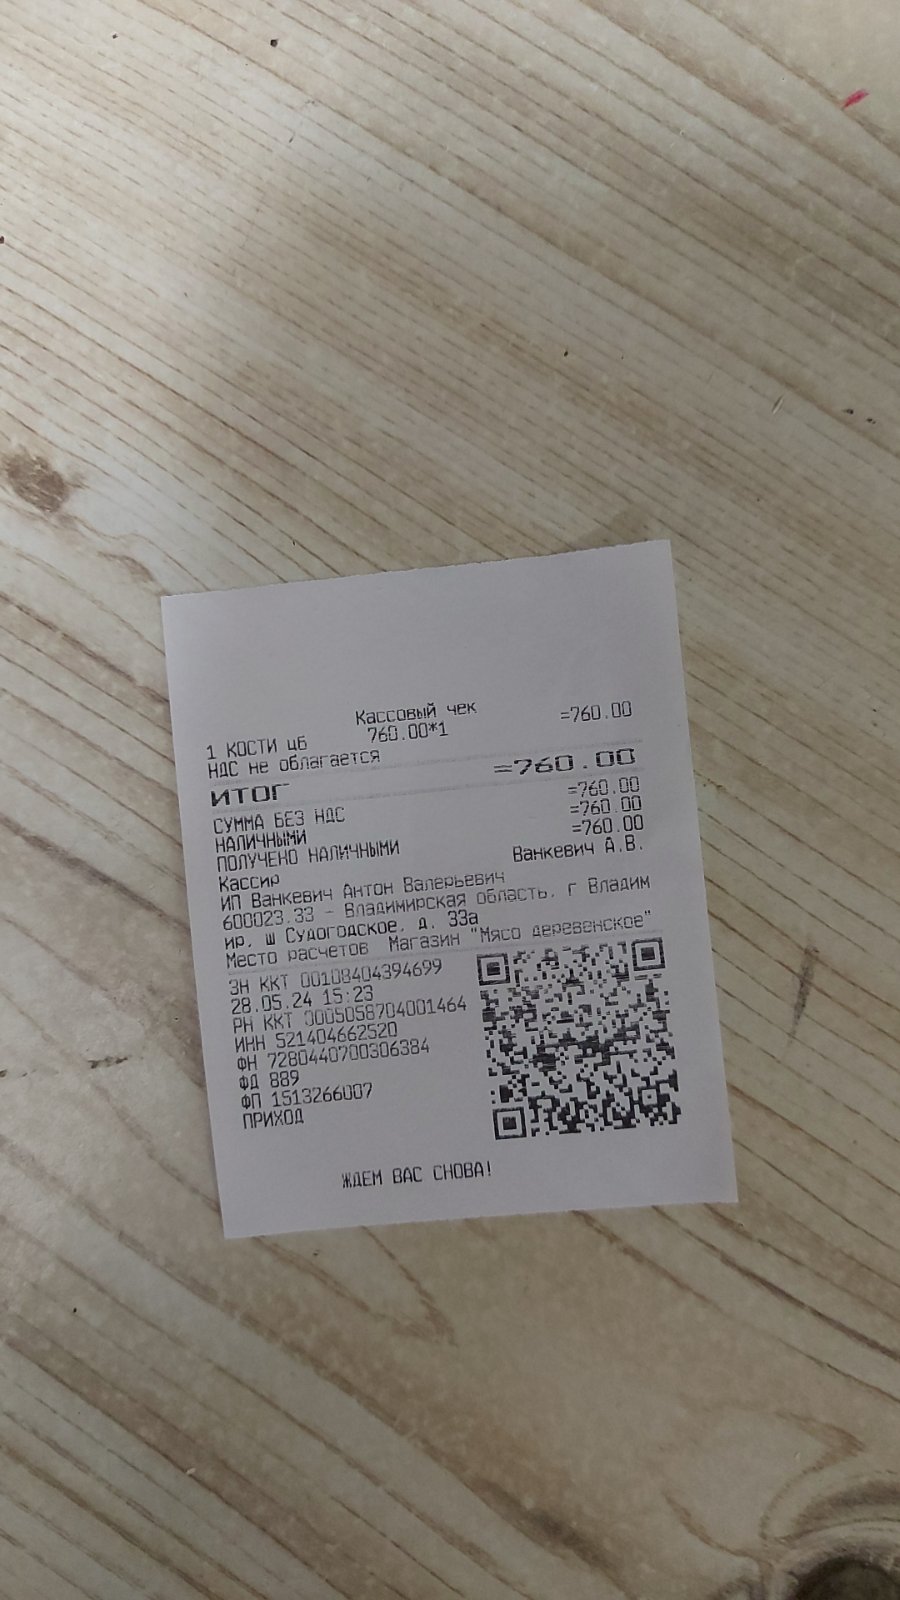 Кассовый чек
1 КОСТИ ЦБ 760.00*1 =760.00
НДС не облагается
ИТОГ =760.00
СУММА БЕЗ НДС =760.00
НАЛИЧНЫМИ =760.00
ПОЛУЧЕНО НАЛИЧНЫМИ =760.00
Кассир Ванкевич А.В.
ИП Ванкевич Антон Валерьевич
600023,33 - Владимирская область, г Владим
ир, ш Судогодское, д. 33а
Место расчетов Магазин "Мясо деревенское"
ЗН ККТ 00108404394699
28.05.24 15:23
РН ККТ 0005058704001464
ИНН 521404662520
ФН 7280440700306384
ФД 889
ФП 1513266007
ПРИХОД
ЖДЕМ ВАС СНОВА!